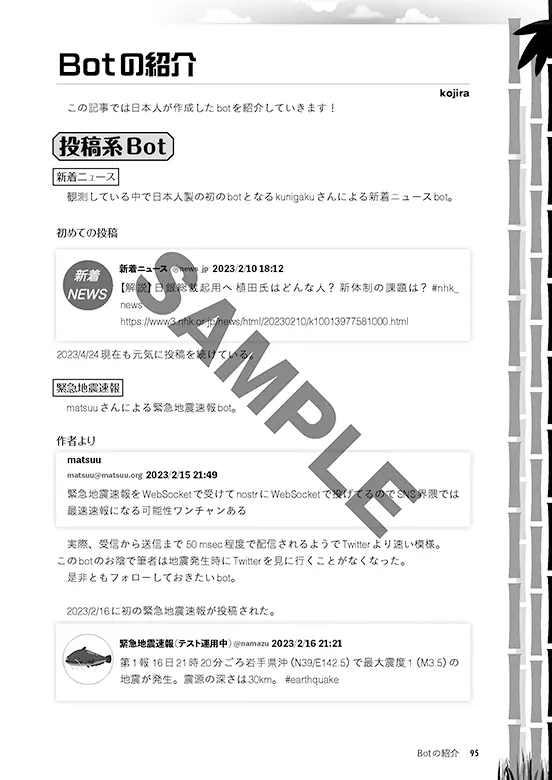 Botの紹介
kojira
この記事では日本人が作成したbotを紹介していきます!
投稿系Bot
新着ニュース
観測している中で日本人製の初のbotとなるkunigakuさんによる新着ニュースbot。
初めての投稿
新着
NEWS
新着ニュース @news_jp 2023/2/10 18:12
【解説】日銀総裁起用へ 植田氏はどんな人? 新体制の課題は? #nhk_
news
https://www3.nhk.or.jp/news/html/20230210/k10013977581000.html
2023/4/24現在も元気に投稿を続けている。
緊急地震速報
matsuuさんによる緊急地震速報bot。
作者より
matsuu
matsuu@matsuu.org 2023/2/15 21:49
緊急地震速報をWebSocketで受けてnostrにWebSocketで投げてるのでSNS界隈では
最速速報になる可能性ワンチャンある
SAMPLE
実際、受信から送信まで50 msec程度で配信されるようでTwitterより速い模様。
このbotのお陰で筆者は地震発生時にTwitterを見に行くことがなくなった。
是非ともフォローしておきたいbot。
2023/2/16に初の緊急地震速報が投稿された。
緊急地震速報(テスト運用中) @namazu 2023/2/16 21:21
第1報 16日21時20分ごろ岩手県沖(N39/E142.5)で最大震度1(M3.5)の
地震が発生。震源の深さは30km。 #earthquake
Botの紹介 95